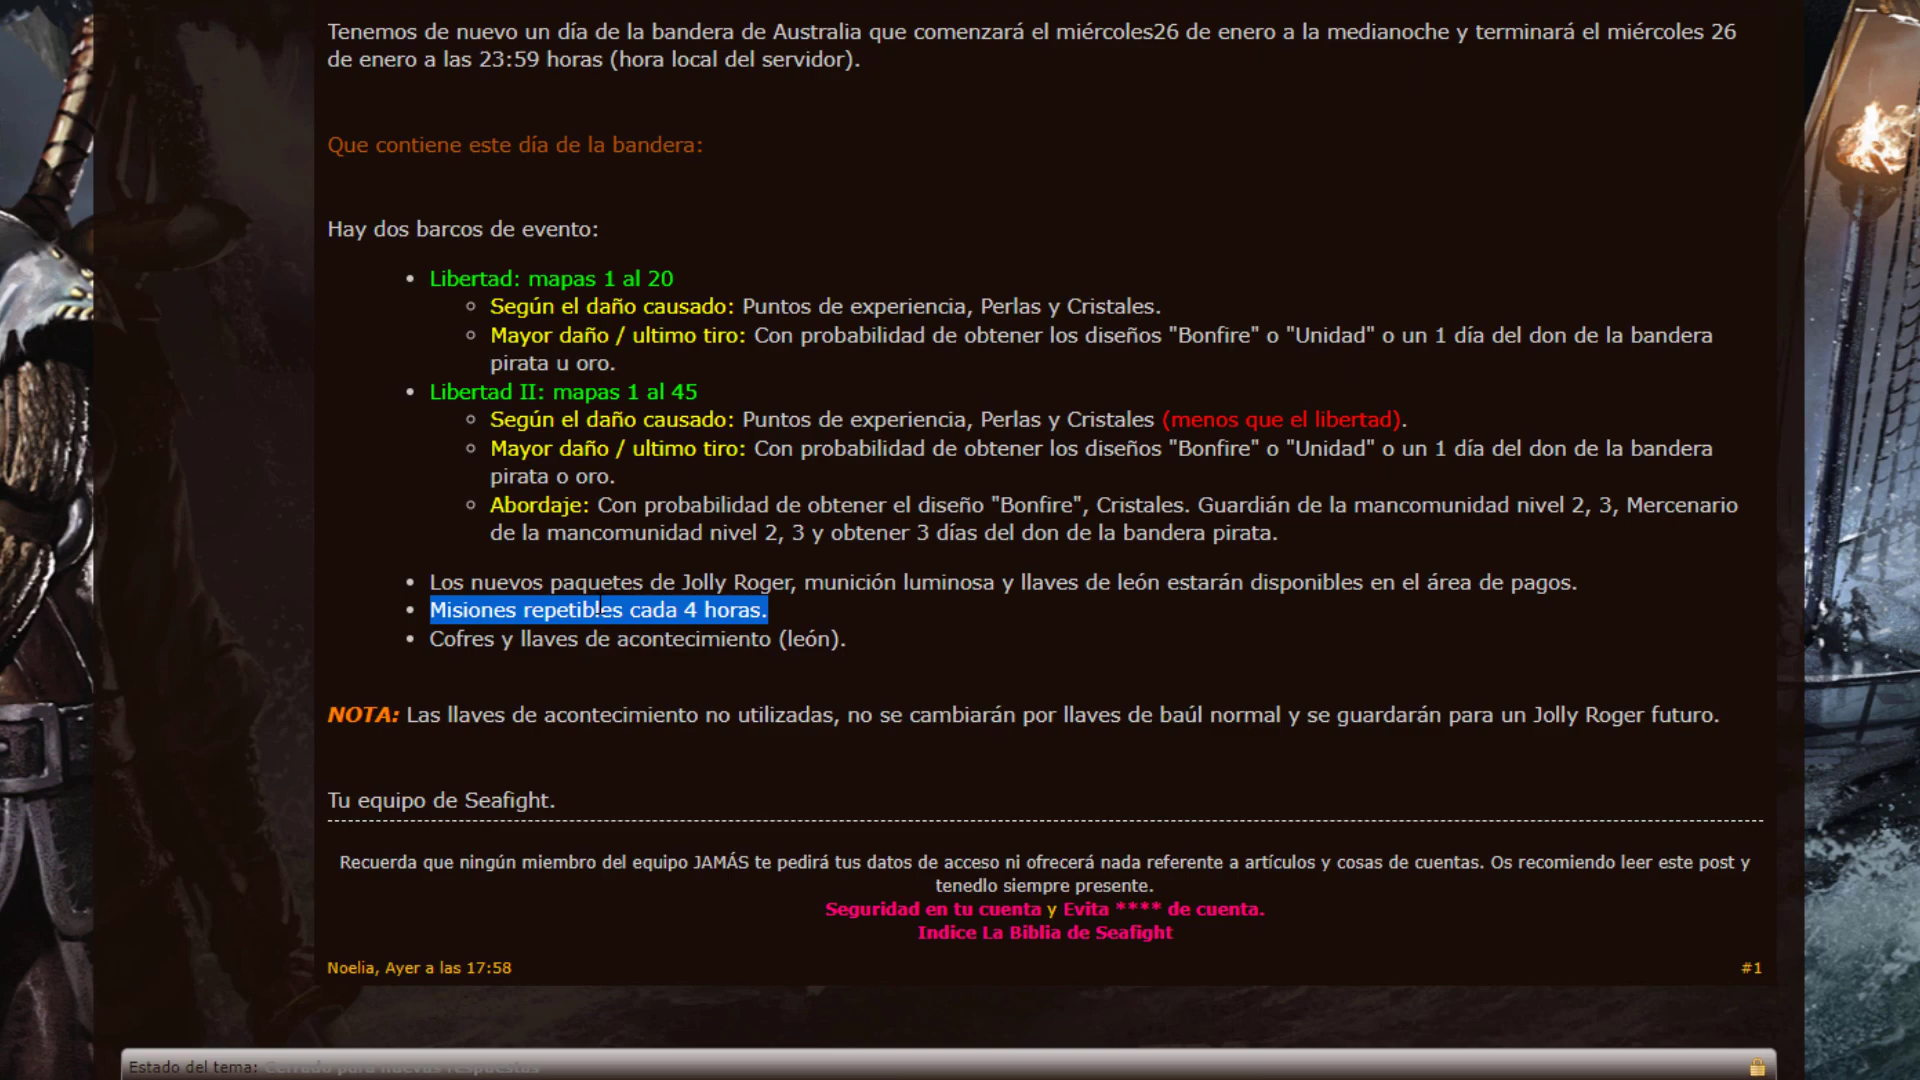 Tenemos de nuevo un día de la bandera de Australia que comenzará el miércoles26 de enero a la medianoche y terminará el miércoles 26
de enero a las 23:59 horas (hora local del servidor).
Que contiene este día de la bandera:
Hay dos barcos de evento:
Libertad: mapas 1 al 20
Según el daño causado: Puntos de experiencia, Perlas y Cristales.
Mayor daño / ultimo tiro: Con probabilidad de obtener los diseños "Bonfire" o "Unidad" o un 1 día del don de la bandera
pirata u oro.
Libertad II: mapas 1 al 45
Según el daño causado: Puntos de experiencia, Perlas y Cristales (menos que el libertad).
Mayor daño / ultimo tiro: Con probabilidad de obtener los diseños "Bonfire" o "Unidad" o un 1 día del don de la bandera
pirata o oro.
Abordaje: Con probabilidad de obtener el diseño "Bonfire", Cristales. Guardián de la mancomunidad nivel 2, 3, Mercenario
de la mancomunidad nivel 2, 3 y obtener 3 días del don de la bandera pirata.
Los nuevos paquetes de Jolly Roger, munición luminosa y llaves de león estarán disponibles en el área de pagos.
Misiones repetibles cada 4 horas.
Cofres y llaves de acontecimiento (león).
NOTA: Las llaves de acontecimiento no utilizadas, no se cambiarán por llaves de baúl normal y se guardarán para un Jolly Roger futuro.
Tu equipo de Seafight.
Recuerda que ningún miembro del equipo JAMÁS te pedirá tus datos de acceso ni ofrecerá nada referente a artículos y cosas de cuentas. Os recomiendo leer este post y
tenedlo siempre presente.
Seguridad en tu cuenta y Evita **** de cuenta.
Indice La Biblia de Seafight
Noelia, Ayer a las 17:58 #1
Estado del tema: Cerrado para nuevas respuestas